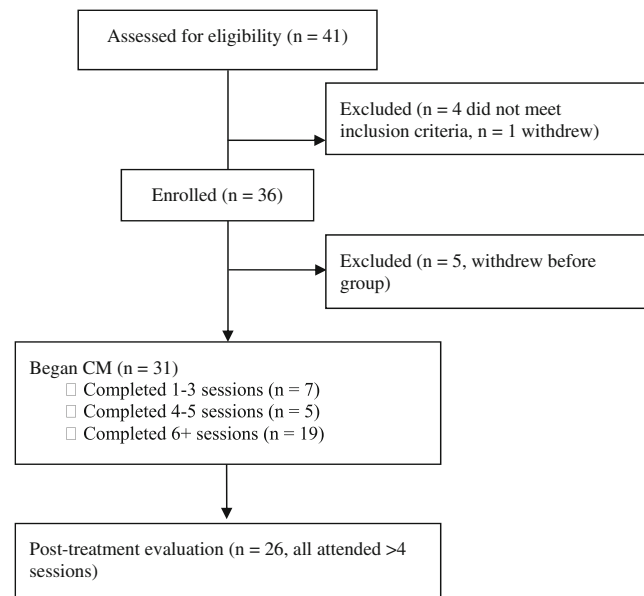 Assessed for eligibility (n = 41)
Excluded (n = 4 did not meet
inclusion criteria, n = 1 withdrew)
Enrolled (n = 36)
Excluded (n = 5, withdrew before
group)
Began CM (n = 31)
Completed 1-3 sessions (n = 7)
Completed 4-5 sessions (n = 5)
Completed 6+ sessions (n = 19)
Post-treatment evaluation (n = 26, all attended >4
sessions)